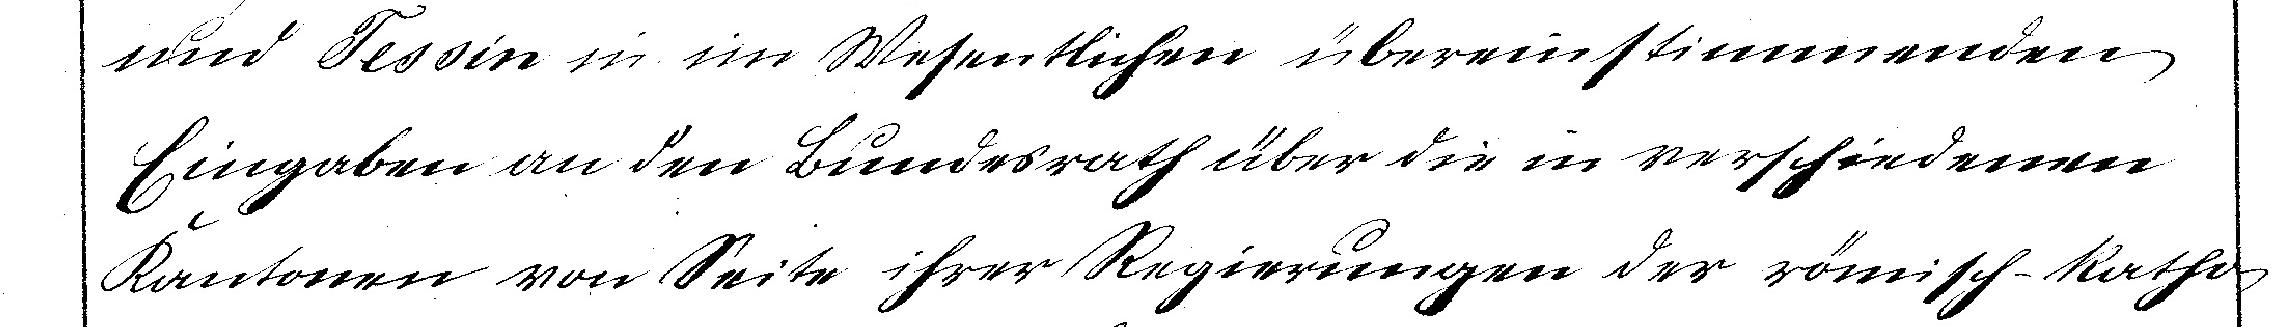 und Tessin in im Wesentlichen übereinstimmenden
Eingaben an den Bundesrath über die in verschiedenen
Kantonen von Seite ihrer Regierungen der römisch-katho